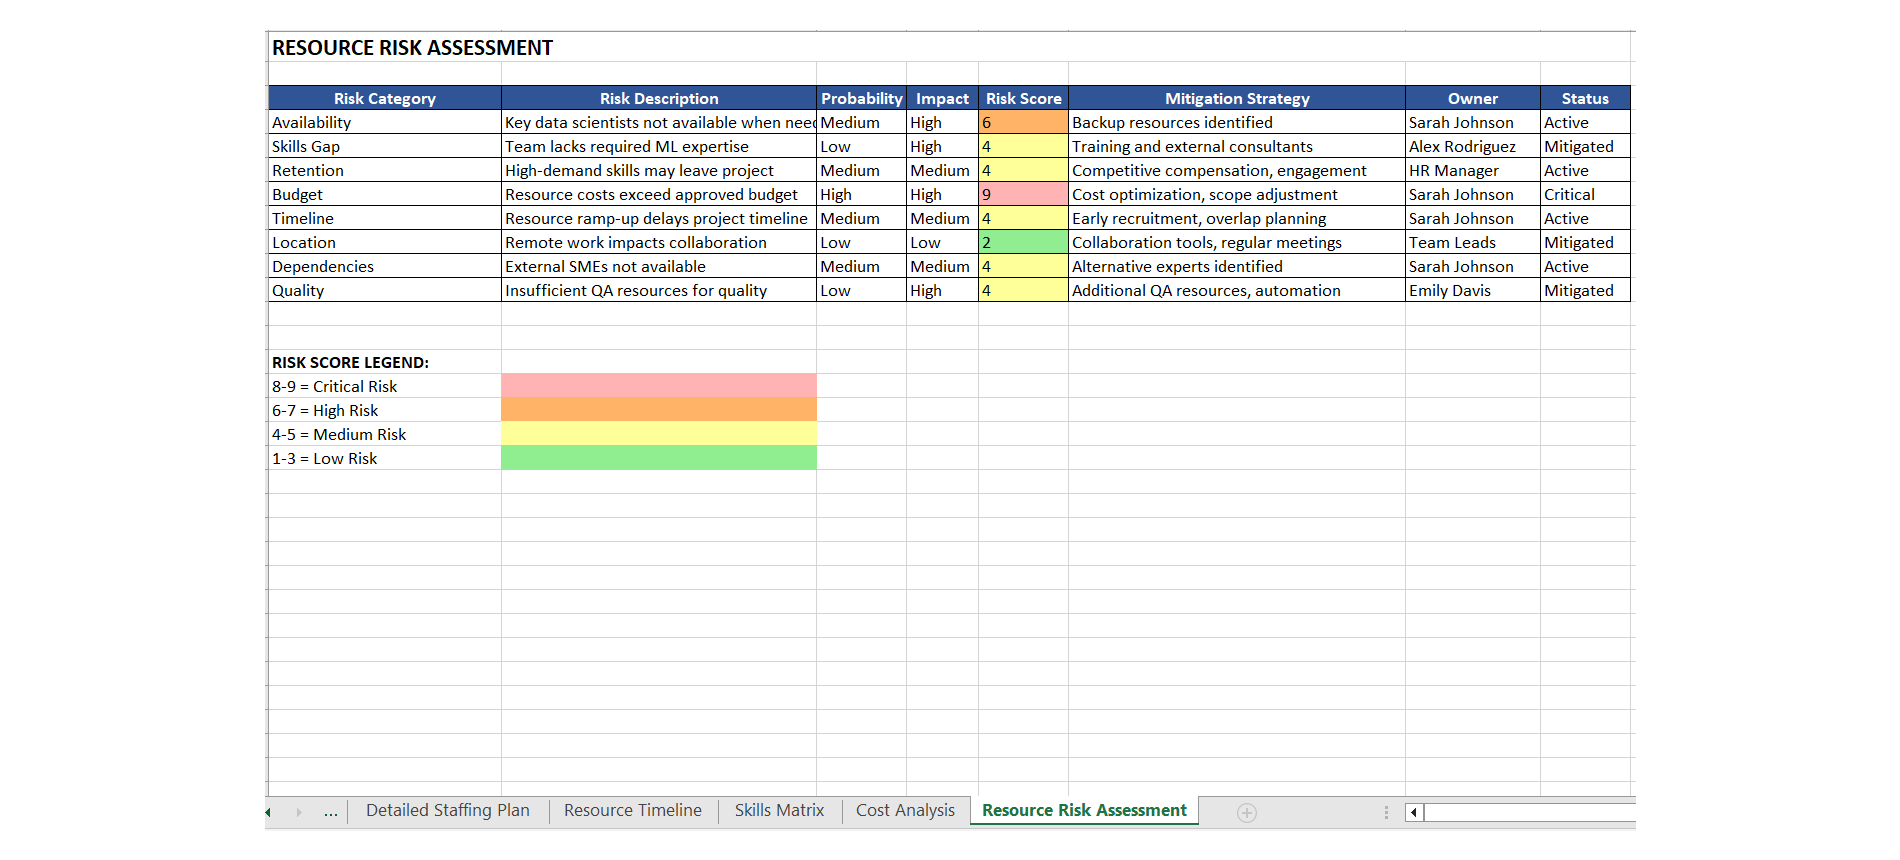 RESOURCE RISK ASSESSMENT
Risk Category Risk Description Probability Impact Risk Score Mitigation Strategy Owner Status
Availability Key data scientists not available when Medium High 6 Backup resources identified Sarah Johnson Active
Skills Gap Team lacks required ML expertise Low High 4 Training and external consultants Alex Rodriguez Mitigated
Retention High-demand skills may leave project Medium Medium 4 Competitive compensation, engagement HR Manager Active
Budget Resource costs exceed approved budget High High 9 Cost optimization, scope adjustment Sarah Johnson Critical
Timeline Resource ramp-up delays project timeline Medium Medium 4 Early recruitment, overlap planning Sarah Johnson Active
Location Remote work impacts collaboration Low Low 2 Collaboration tools, regular meetings Team Leads Mitigated
Dependencies External SMEs not available Medium Medium 4 Alternative experts identified Sarah Johnson Active
Quality Insufficient QA resources for quality Low High 4 Additional QA resources, automation Emily Davis Mitigated
RISK SCORE LEGEND:
8-9 = Critical Risk
6-7 = High Risk
4-5 = Medium Risk
1-3 = Low Risk
... Detailed Staffing Plan Resource Timeline Skills Matrix Cost Analysis Resource Risk Assessment